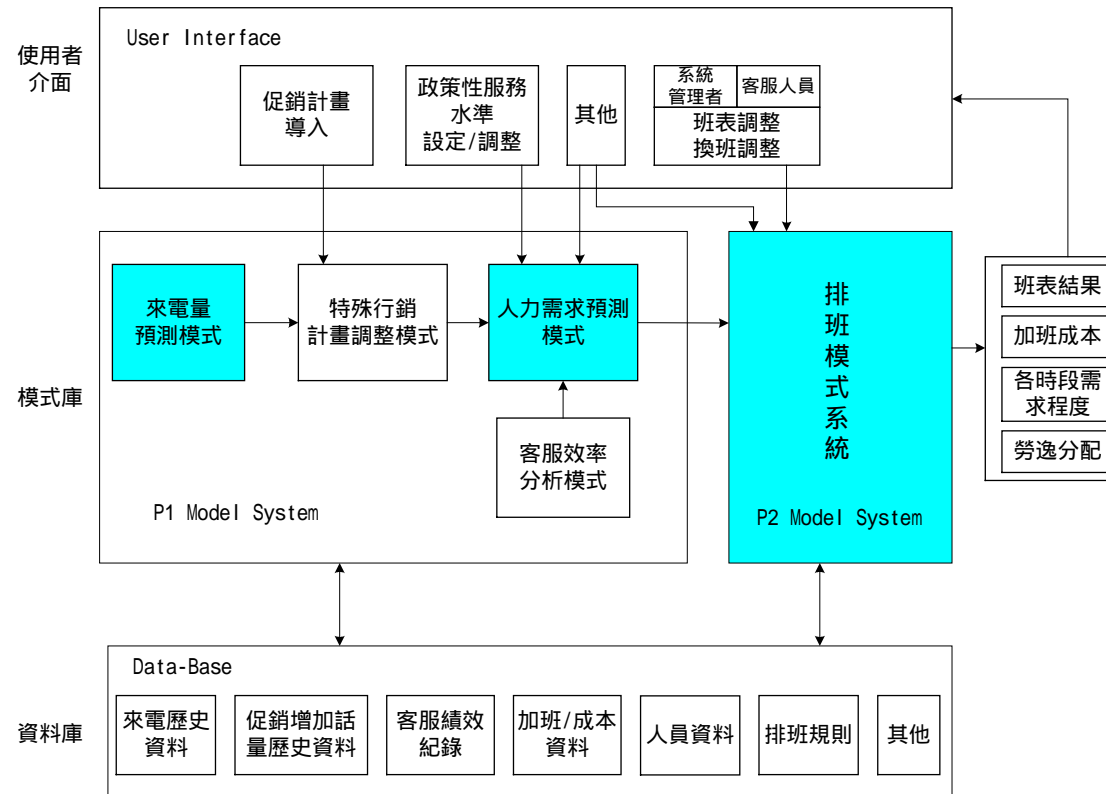 User Interface
使用者
介面
促銷計畫
導入
政策性服務
水準
設定/調整
其他
系統
管理者
客服人員
班表調整
換班調整
模式庫
來電量
預測模式
特殊行銷
計畫調整模式
人力需求預測
模式
客服效率
分析模式
P1 Model System
排
班
模
式
系
統
P2 Model System
班表結果
加班成本
各時段需
求程度
勞逸分配
資料庫
Data-Base
來電歷史
資料
促銷增加話
量歷史資料
客服績效
紀錄
加班/成本
資料
人員資料
排班規則
其他